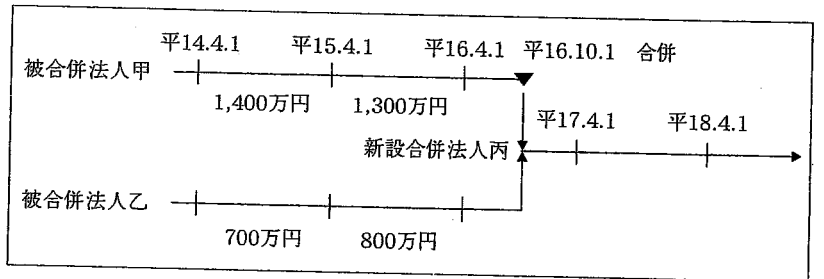 平14.4.1 平15.4.1 平16.4.1 平16.10.1 合併
被合併法人甲
1,400万円 1,300万円
平17.4.1 平18.4.1
新設合併法人丙
被合併法人乙
700万円 800万円